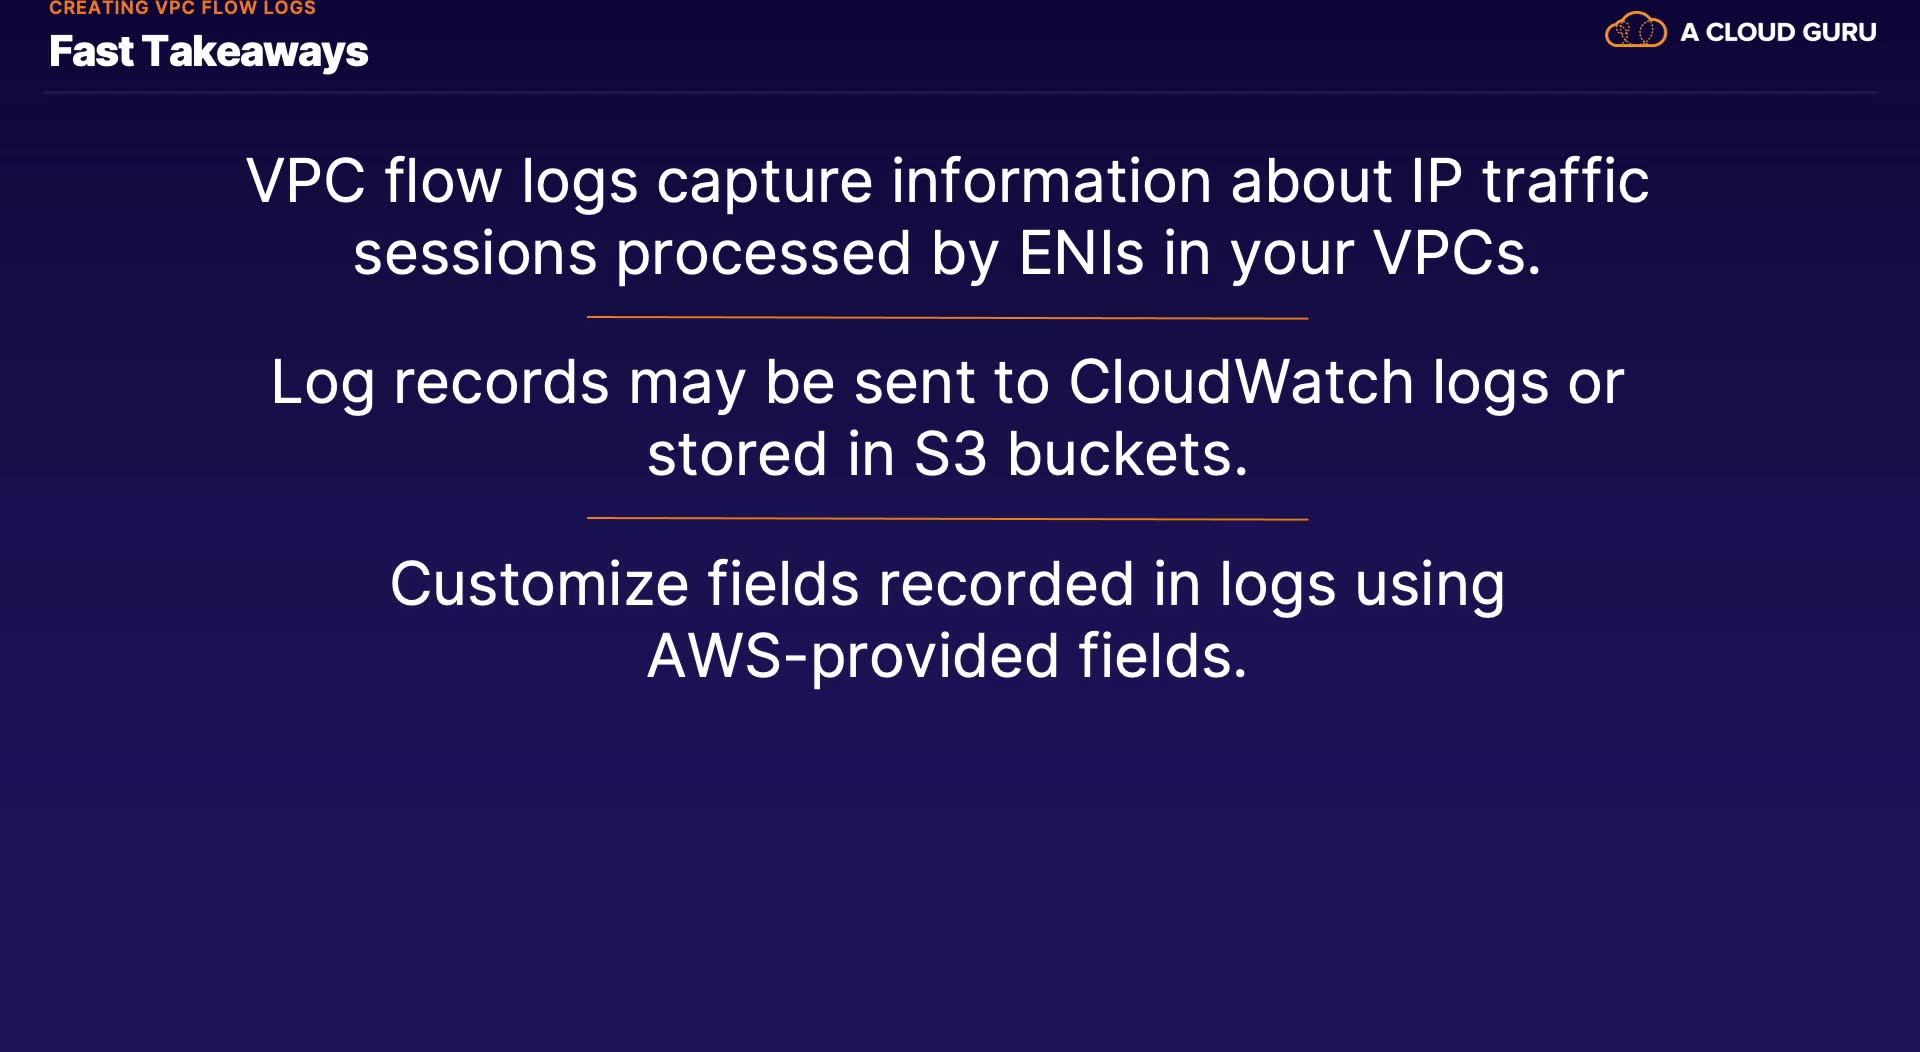 CREATING VPC FLOW LOGS
Fast Takeaways
A CLOUD GURU
VPC flow logs capture information about IP traffic
sessions processed by ENIs in your VPCs.
Log records may be sent to CloudWatch logs or
stored in S3 buckets.
Customize fields recorded in logs using
AWS-provided fields.